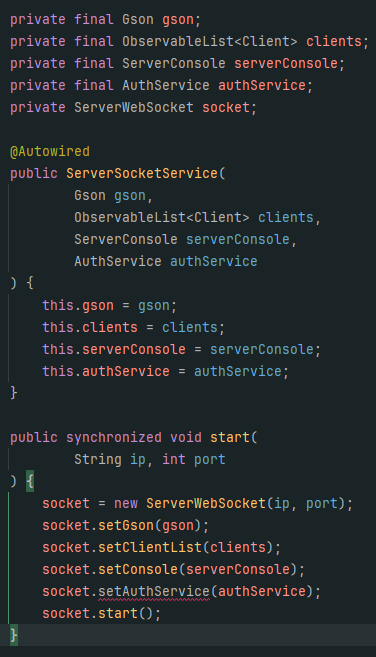 private final Gson gson;
private final ObservableList<Client> clients;
private final ServerConsole serverConsole;
private final AuthService authService;
private ServerWebSocket socket;
@Autowired
public ServerSocketService(
Gson gson,
ObservableList<Client> clients,
ServerConsole serverConsole,
AuthService authService
) {
this.gson = gson;
this.clients = clients;
this.serverConsole = serverConsole;
this.authService = authService;
}
public synchronized void start(
String ip, int port
) {
socket = new ServerWebSocket(ip, port);
socket.setGson(gson);
socket.setClientList(clients);
socket.setConsole(serverConsole);
socket.setAuthService(authService);
socket.start();
}